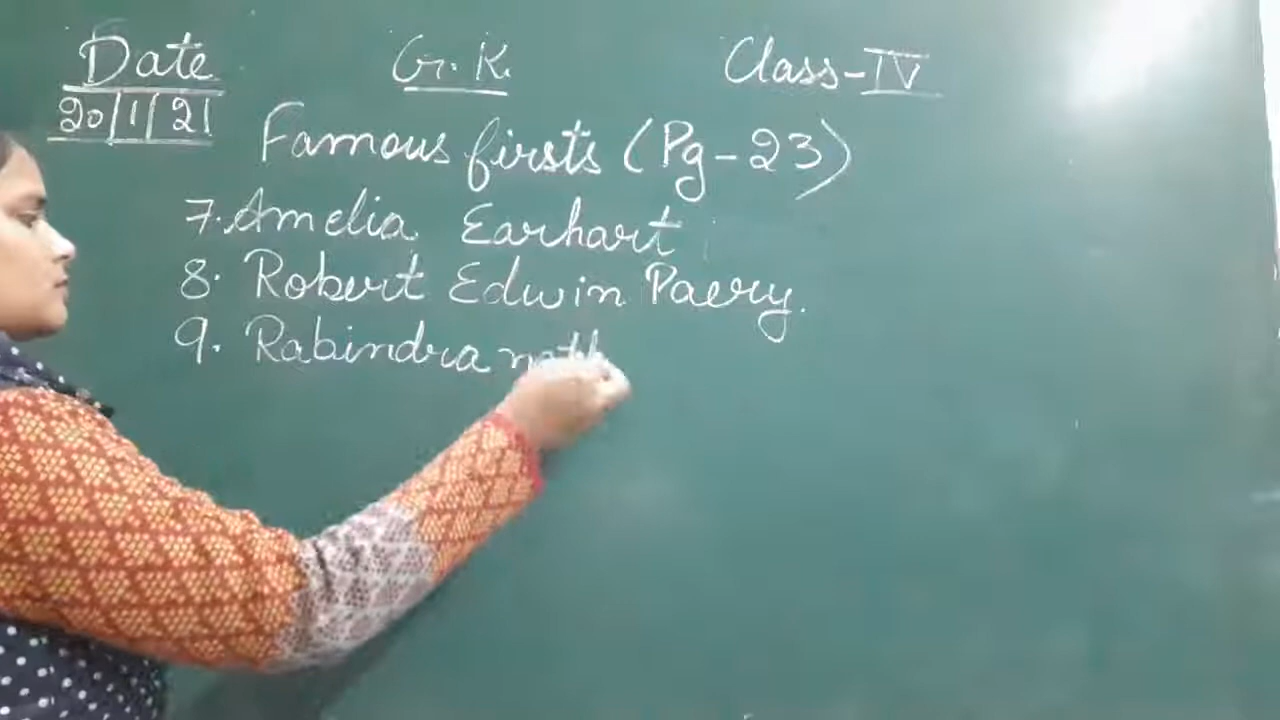 Date G.K. Class-IV
20/1/21
Famous firsts (Pg-23)
7. Amelia Earhart
8. Robert Edwin Paery.
9. Rabindra nath